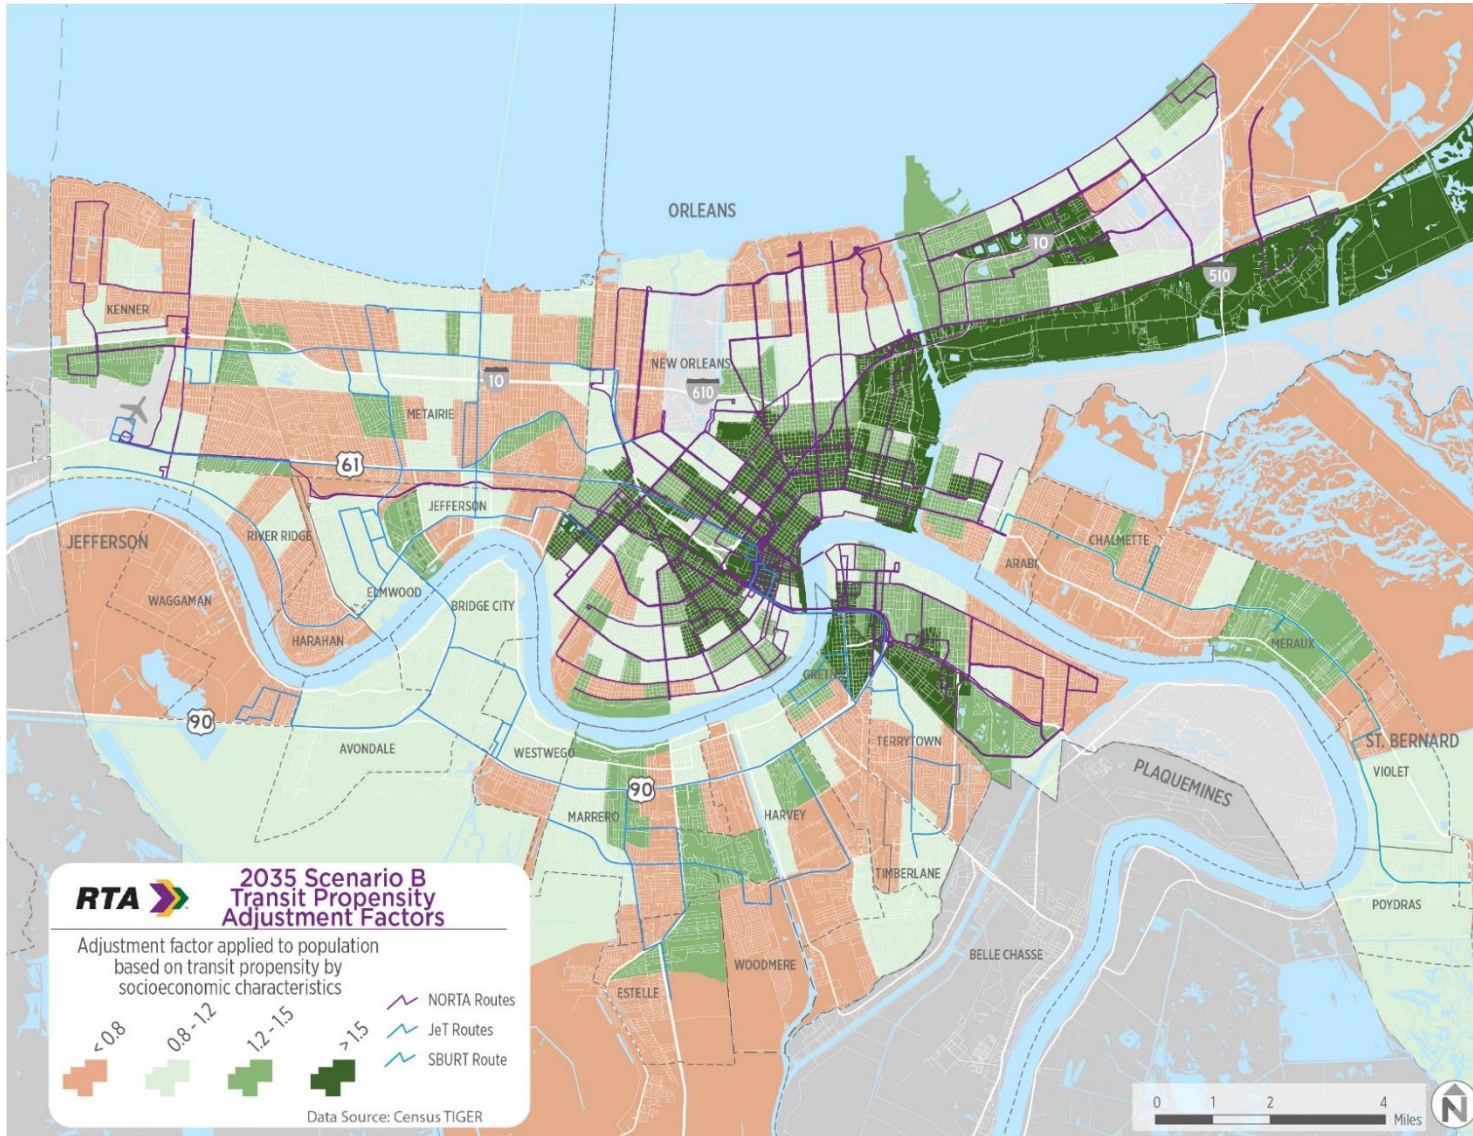 ORLEANS
10
510
KENNER
NEW ORLEANS
610
10
METAIRIE
61
JEFFERSON
JEFFERSON
RIVER RIDGE
CHALMETTE
ARABI
WAGGAMAN
ELMWOOD
BRIDGE CITY
HARAHAN
MERAUX
GRETNA
90
AVONDALE
WESTWEGO
TERRYTOWN
ST. BERNARD
VIOLET
PLAQUEMINES
90
MARRERO
HARVEY
TIMBERLANE
POYDRAS
BELLE CHASSE
WOODMERE
ESTELLE
RTA
2035 Scenario B
Transit Propensity
Adjustment Factors
Adjustment factor applied to population
based on transit propensity by
socioeconomic characteristics
< 0.8
0.8 - 1.2
1.2 - 1.5
> 1.5
NORTA Routes
JeT Routes
SBURT Route
Data Source: Census TIGER
0 1 2 4
Miles
N